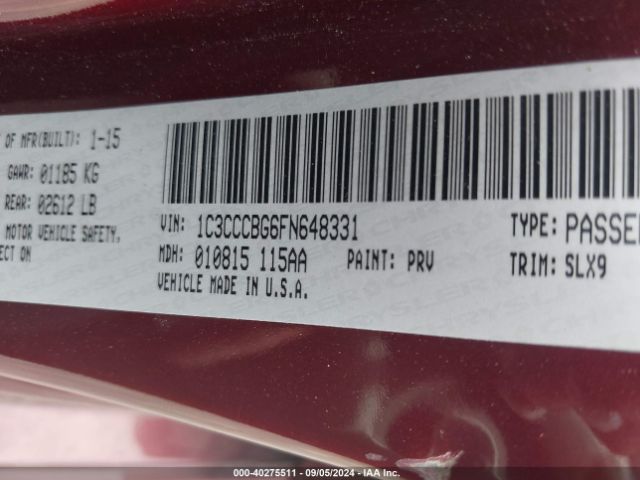 OF MFR(BUILT): 1-15
GAWR: 01185 KG
REAR: 02612 LB
MOTOR VEHICLE SAFETY,
ECT ON
VIN: 1C3CCCBG6FN648331
TYPE: PASSE
MDH: 010815 115AA
PAINT: PRV
TRIM: SLX9
VEHICLE MADE IN U.S.A.
000-40275511 - 09/05/2024 - IAA Inc.